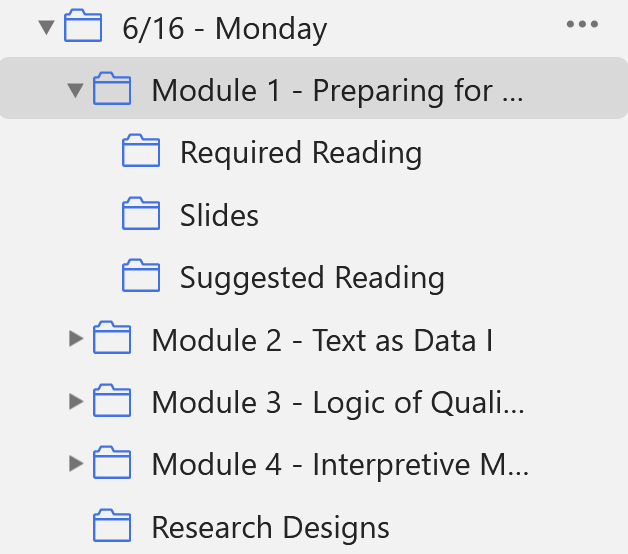 6/16 - Monday
Module 1 - Preparing for ...
Required Reading
Slides
Suggested Reading
Module 2 - Text as Data I
Module 3 - Logic of Quali...
Module 4 - Interpretive M...
Research Designs